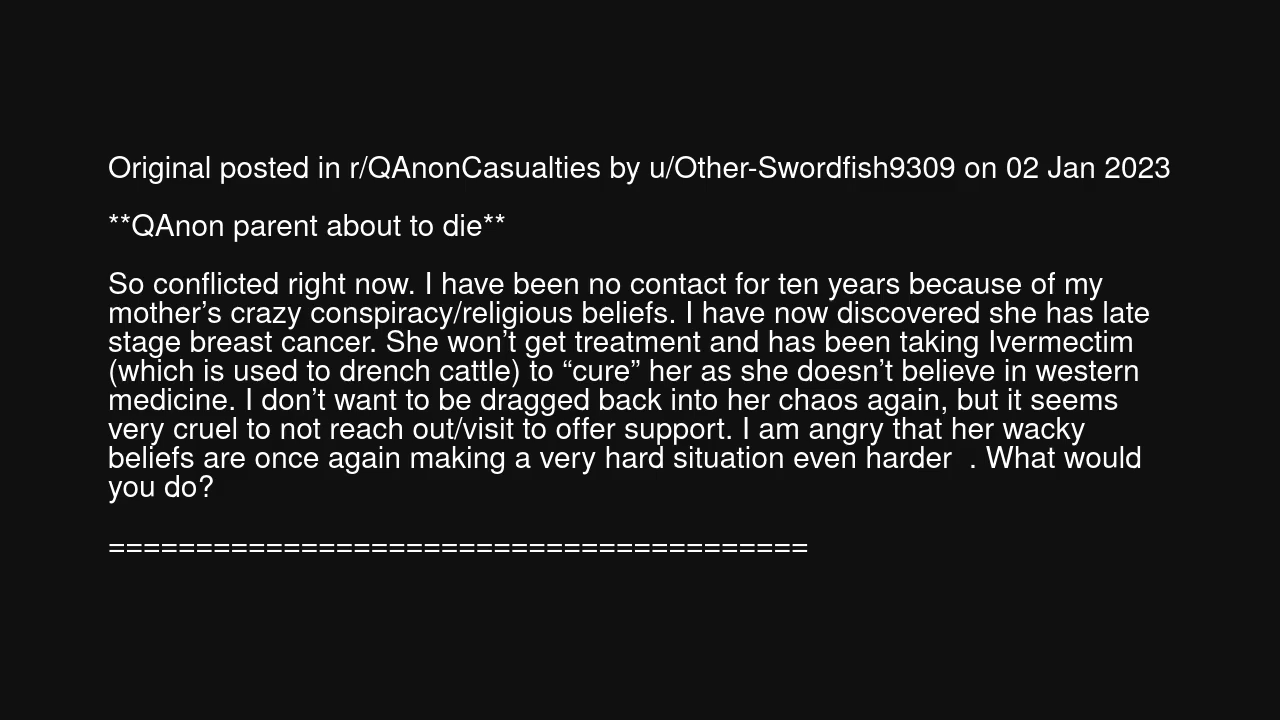 Original posted in r/QAnonCasualties by u/Other-Swordfish9309 on 02 Jan 2023
**QAnon parent about to die**
So conflicted right now. I have been no contact for ten years because of my
mother’s crazy conspiracy/religious beliefs. I have now discovered she has late
stage breast cancer. She won’t get treatment and has been taking Ivermectim
(which is used to drench cattle) to “cure” her as she doesn’t believe in western
medicine. I don’t want to be dragged back into her chaos again, but it seems
very cruel to not reach out/visit to offer support. I am angry that her wacky
beliefs are once again making a very hard situation even harder  . What would
you do?
========================================